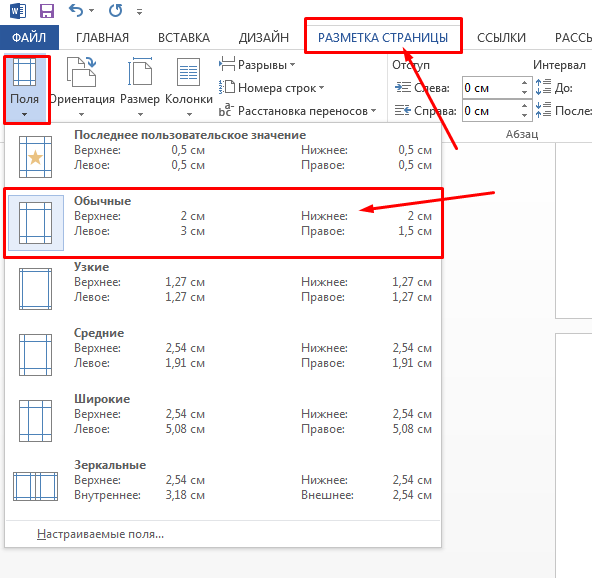 ФАЙЛ ГЛАВНАЯ ВСТАВКА ДИЗАЙН РАЗМЕТКА СТРАНИЦЫ ССЫЛКИ РАССЫ
Поля
Ориентация
Размер
Колонки
Разрывы
Номера строк
Расстановка переносов
Отступ
Слева: 0 см
Справа: 0 см
Интервал
До:
После:
Абзац
Последнее пользовательское значение
Верхнее: 0,5 см Нижнее: 0,5 см
Левое: 0,5 см Правое: 0,5 см
Обычные
Верхнее: 2 см Нижнее: 2 см
Левое: 3 см Правое: 1,5 см
Узкие
Верхнее: 1,27 см Нижнее: 1,27 см
Левое: 1,27 см Правое: 1,27 см
Средние
Верхнее: 2,54 см Нижнее: 2,54 см
Левое: 1,91 см Правое: 1,91 см
Широкие
Верхнее: 2,54 см Нижнее: 2,54 см
Левое: 5,08 см Правое: 5,08 см
Зеркальные
Верхнее: 2,54 см Нижнее: 2,54 см
Внутреннее: 3,18 см Внешнее: 2,54 см
Настраиваемые поля...